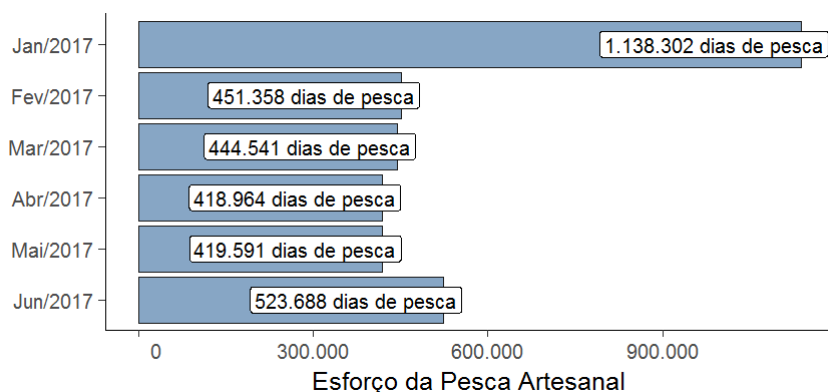 Jan/2017
1.138.302 dias de pesca
Fev/2017
451.358 dias de pesca
Mar/2017
444.541 dias de pesca
Abr/2017
418.964 dias de pesca
Mai/2017
419.591 dias de pesca
Jun/2017
523.688 dias de pesca
0 300.000 600.000 900.000
Esforço da Pesca Artesanal